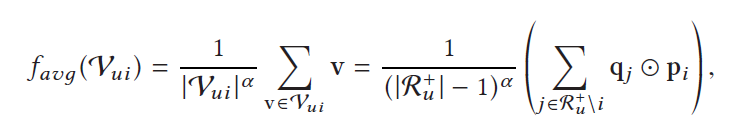 f_{avg}(\mathcal{V}_{ui}) = \frac{1}{|\mathcal{V}_{ui}|^{\alpha}} \sum_{\mathbf{v} \in \mathcal{V}_{ui}} \mathbf{v} = \frac{1}{(|\mathcal{R}_u^+| - 1)^{\alpha}} \left( \sum_{j \in \mathcal{R}_u^+ \backslash i} \mathbf{q}_j \odot \mathbf{p}_i \right),